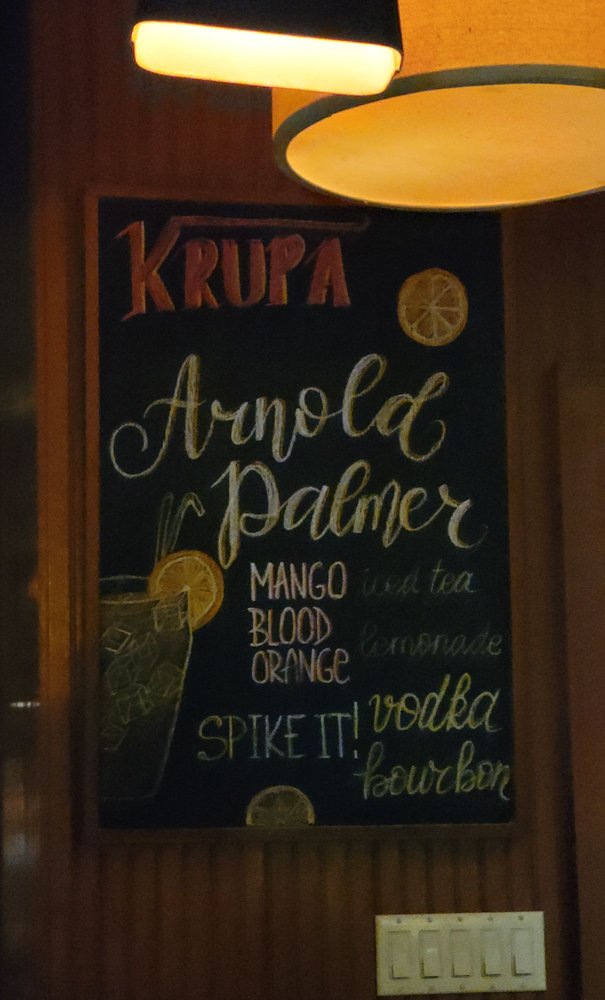 KRUPA
Arnold
Palmer
MANGO iced tea
BLOOD
ORANGE lemonade
SPIKE IT! vodka
bourbon